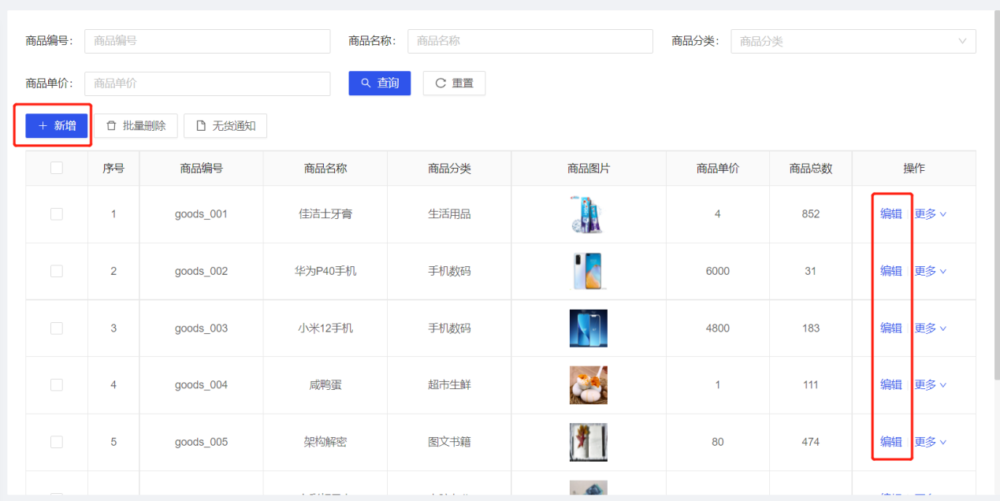 商品编号： 商品编号 商品名称： 商品名称 商品分类： 商品分类
商品单价： 商品单价 查询 重置
新增 批量删除 无货通知
序号 商品编号 商品名称 商品分类 商品图片 商品单价 商品总数 操作
1 goods_001 佳洁士牙膏 生活用品 4 852 编辑 更多
2 goods_002 华为P40手机 手机数码 6000 31 编辑 更多
3 goods_003 小米12手机 手机数码 4800 183 编辑 更多
4 goods_004 咸鸭蛋 超市生鲜 1 111 编辑 更多
5 goods_005 架构解密 图文书籍 80 474 编辑 更多